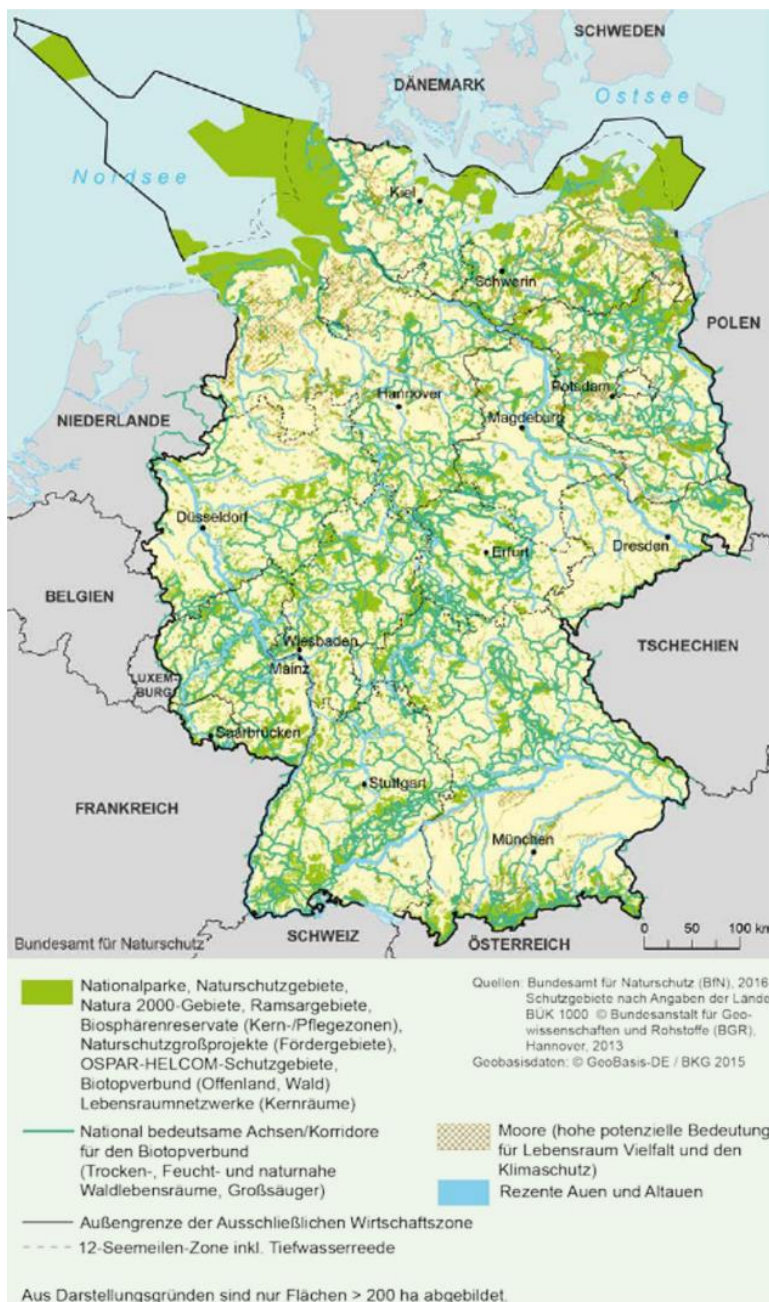 SCHWEDEN
DÄNEMARK
Ostsee
Nordsee
Kiel
Schwerin
POLEN
Potsdam
Hannover
NIEDERLANDE
Magdeburg
Düsseldorf
Erfurt
Dresden
BELGIEN
TSCHECHIEN
Wiesbaden
LUXEM-
BURG
Mainz
Saarbrücken
Stuttgart
FRANKREICH
München
0 50 100 km
Bundesamt für Naturschutz
SCHWEIZ
ÖSTERREICH
Nationalparke, Naturschutzgebiete,
Natura 2000-Gebiete, Ramsargebiete,
Biosphärenreservate (Kern-/Pflegezonen),
Naturschutzgroßprojekte (Fördergebiete),
OSPAR-HELCOM-Schutzgebiete,
Biotopverbund (Offenland, Wald)
Lebensraumnetzwerke (Kernräume)
Quellen: Bundesamt für Naturschutz (BfN), 2016
Schutzgebiete nach Angaben der Lände
BÜK 1000 © Bundesanstalt für Geo-
wissenschaften und Rohstoffe (BGR),
Hannover, 2013
Geobasisdaten: © GeoBasis-DE / BKG 2015
National bedeutsame Achsen/Korridore
für den Biotopverbund
(Trocken-, Feucht- und naturnahe
Waldlebensräume, Großsäuger)
Moore (hohe potenzielle Bedeutung
für Lebensraum Vielfalt und den
Klimaschutz)
Rezente Auen und Altauen
Außengrenze der Ausschließlichen Wirtschaftszone
12-Seemeilen-Zone inkl. Tiefwasserreede
Aus Darstellungsgründen sind nur Flächen > 200 ha abgebildet.